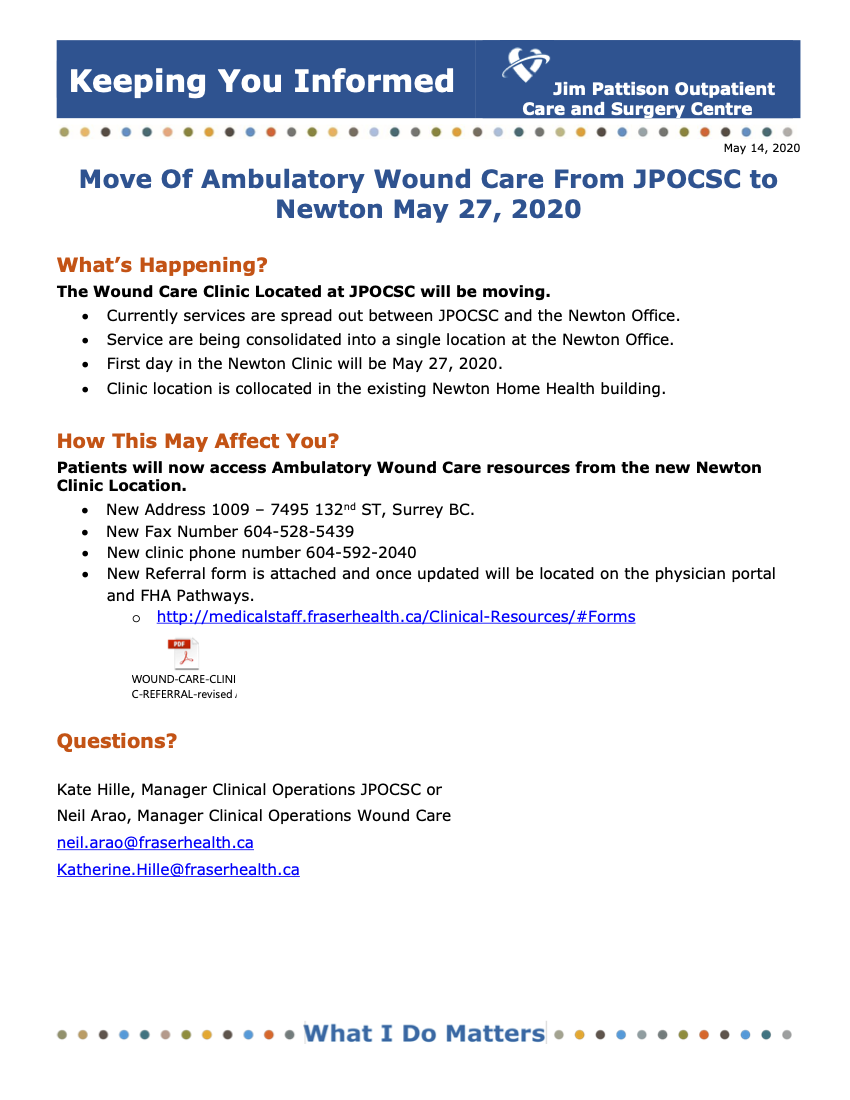 Keeping You Informed
Jim Pattison Outpatient
Care and Surgery Centre
May 14, 2020
Move Of Ambulatory Wound Care From JPOCSC to
Newton May 27, 2020
What’s Happening?
The Wound Care Clinic Located at JPOCSC will be moving.
• Currently services are spread out between JPOCSC and the Newton Office.
• Service are being consolidated into a single location at the Newton Office.
• First day in the Newton Clinic will be May 27, 2020.
• Clinic location is collocated in the existing Newton Home Health building.
How This May Affect You?
Patients will now access Ambulatory Wound Care resources from the new Newton
Clinic Location.
• New Address 1009 – 7495 132nd ST, Surrey BC.
• New Fax Number 604-528-5439
• New clinic phone number 604-592-2040
• New Referral form is attached and once updated will be located on the physician portal
and FHA Pathways.
o http://medicalstaff.fraserhealth.ca/Clinical-Resources/#Forms
PDF
WOUND-CARE-CLINI
C-REFERRAL-revised
Questions?
Kate Hille, Manager Clinical Operations JPOCSC or
Neil Arao, Manager Clinical Operations Wound Care
neil.arao@fraserhealth.ca
Katherine.Hille@fraserhealth.ca
What I Do Matters